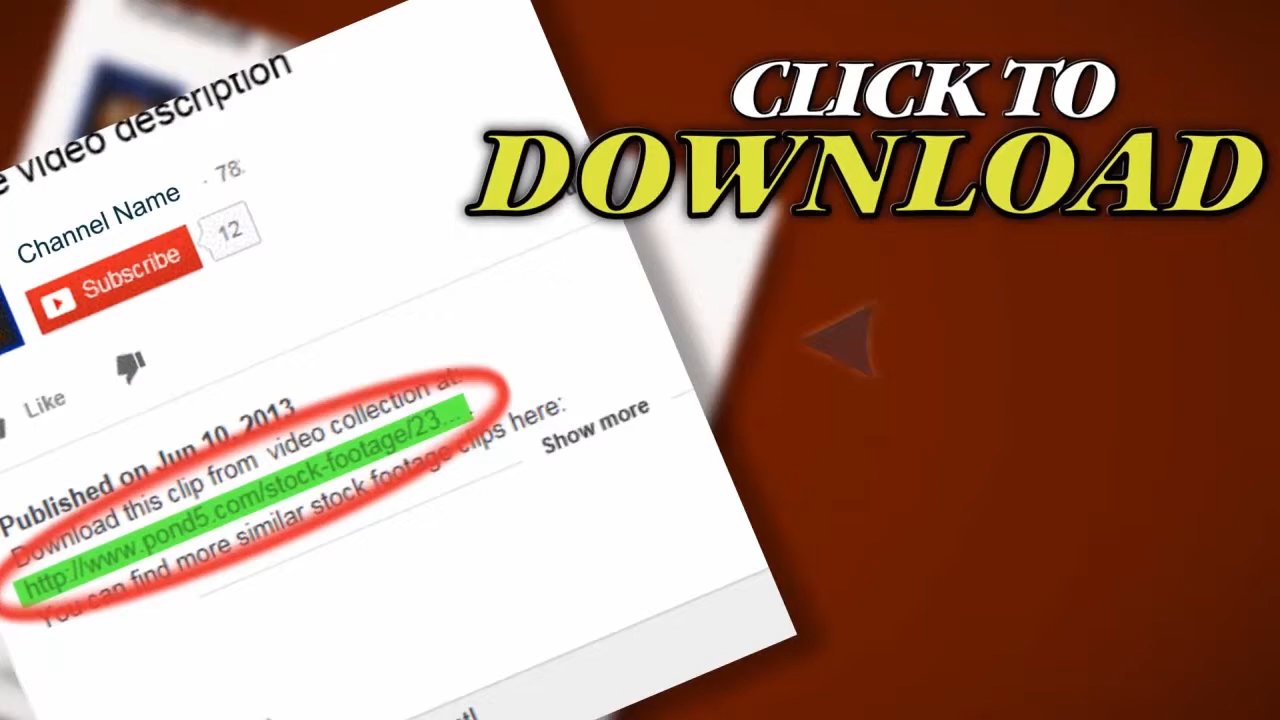 CLICK TO
DOWNLOAD
video description
Channel Name
78
Subscribe
12
Like
Published on Jun 10, 2013
Download this clip from video collection at:
http://www.pond5.com/stock-footage/23...
You can find more similar stock footage clips here:
Show more